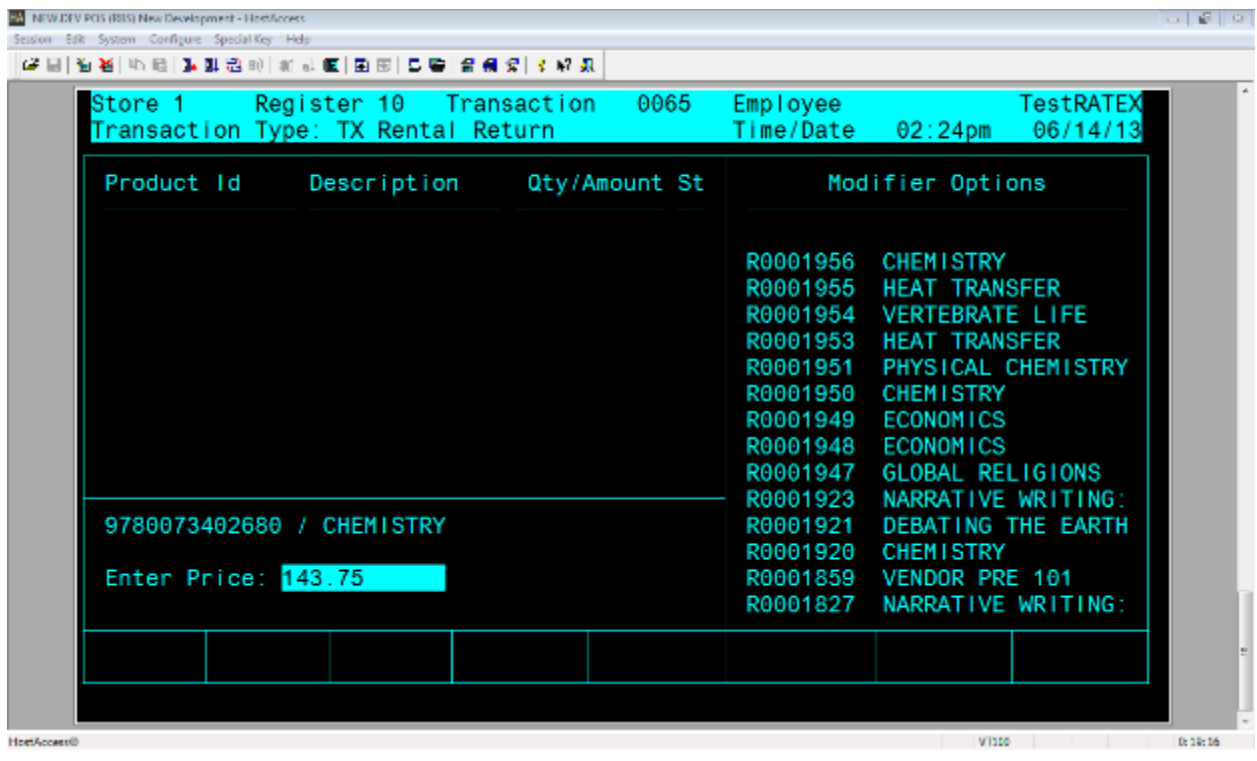 NEW.DEV POS (RBS) New Development - HostAccess
Session Edit System Configure Special Key Help
Store 1 Register 10 Transaction 0065 Employee TestRATEX
Transaction Type: TX Rental Return Time/Date 02:24pm 06/14/13
Product Id Description Qty/Amount St Modifier Options
R0001956 CHEMISTRY
R0001955 HEAT TRANSFER
R0001954 VERTEBRATE LIFE
R0001953 HEAT TRANSFER
R0001951 PHYSICAL CHEMISTRY
R0001950 CHEMISTRY
R0001949 ECONOMICS
R0001948 ECONOMICS
R0001947 GLOBAL RELIGIONS
R0001923 NARRATIVE WRITING:
9780073402680 / CHEMISTRY R0001921 DEBATING THE EARTH
R0001920 CHEMISTRY
Enter Price: 143.75 R0001859 VENDOR PRE 101
R0001827 NARRATIVE WRITING:
HostAccess© VT100 0:19:16